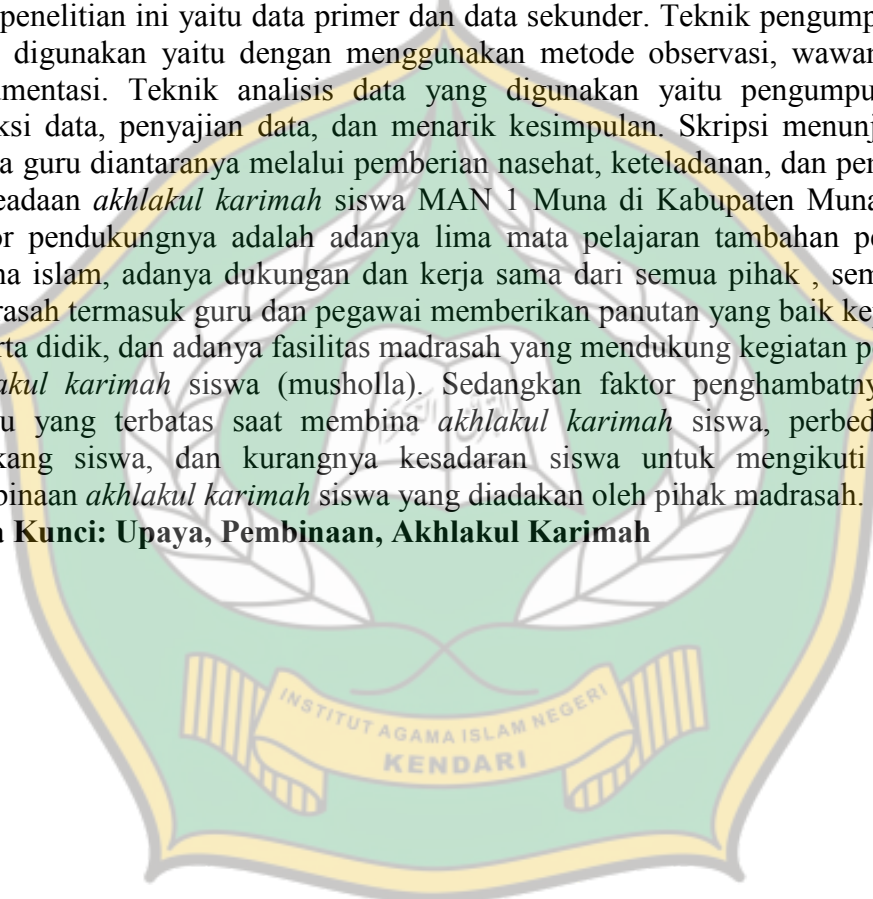 penelitian ini yaitu data primer dan data sekunder. Teknik pengump
digunakan yaitu dengan menggunakan metode observasi, wawan
umentasi. Teknik analisis data yang digunakan yaitu pengumpu
ksi data, penyajian data, dan menarik kesimpulan. Skripsi menunj
a guru diantaranya melalui pemberian nasehat, keteladanan, dan pen
eadaan akhlakul karimah siswa MAN 1 Muna di Kabupaten Muna
or pendukungnya adalah adanya lima mata pelajaran tambahan pe
na islam, adanya dukungan dan kerja sama dari semua pihak , sem
rasah termasuk guru dan pegawai memberikan panutan yang baik ke
rta didik, dan adanya fasilitas madrasah yang mendukung kegiatan p
akul karimah siswa (musholla). Sedangkan faktor penghambatny
u yang terbatas saat membina akhlakul karimah siswa, perbed
kang siswa, dan kurangnya kesadaran siswa untuk mengikuti
binaan akhlakul karimah siswa yang diadakan oleh pihak madrasah.
a Kunci: Upaya, Pembinaan, Akhlakul Karimah
INSTITUT AGAMA ISLAM NEGERI
KENDARI